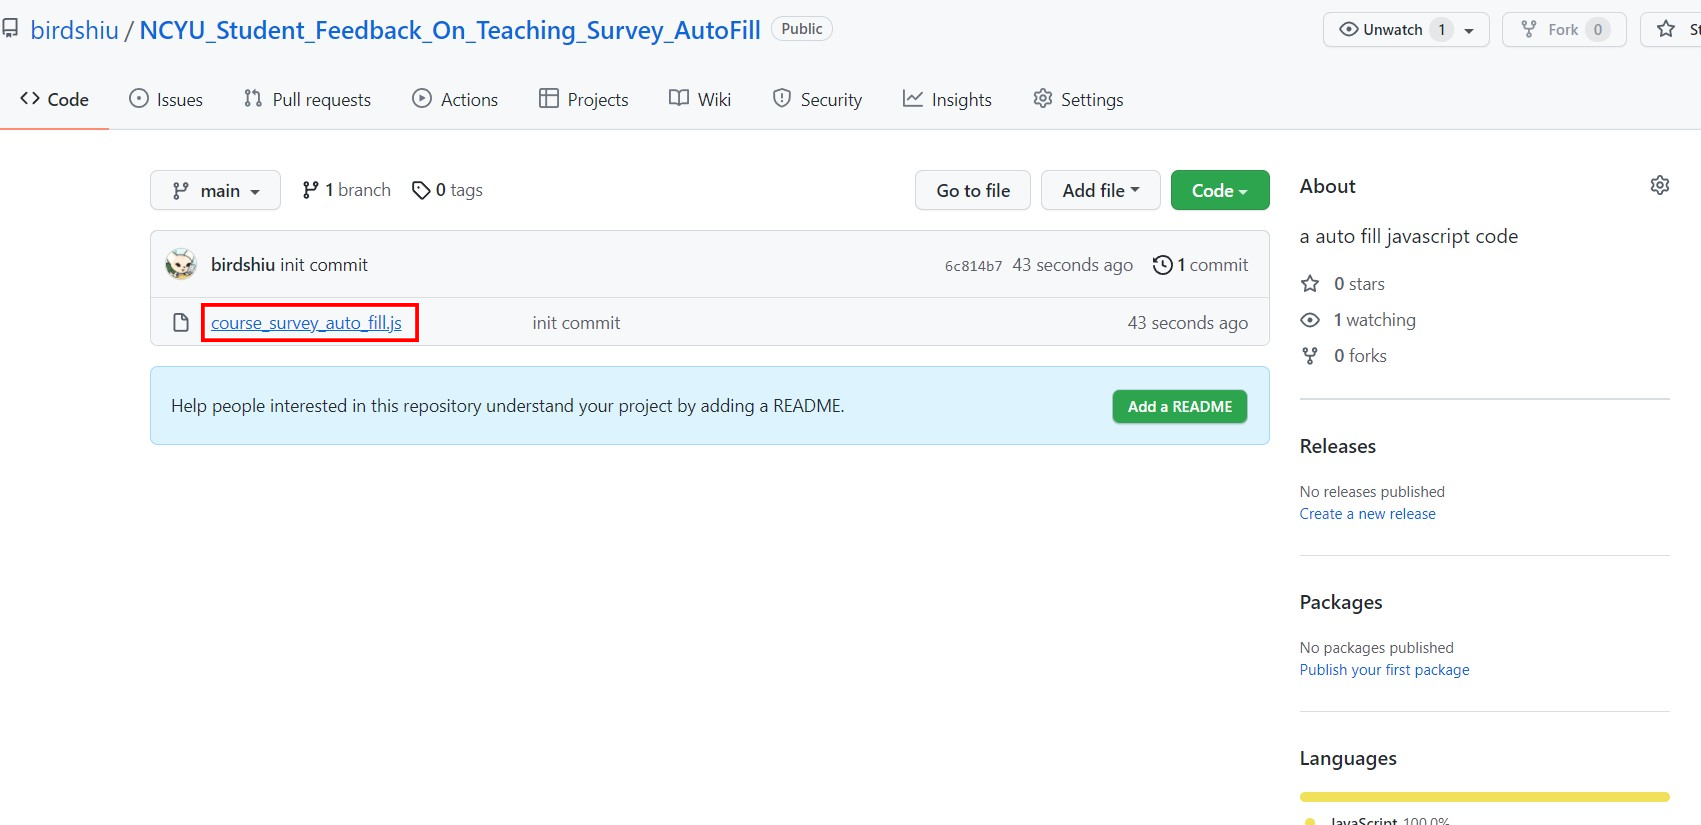 birdshiu / NCYU_Student_Feedback_On_Teaching_Survey_AutoFill Public Unwatch 1 Fork 0
Code Issues Pull requests Actions Projects Wiki Security Insights Settings
main 1 branch 0 tags Go to file Add file Code
birdshiu init commit 6c814b7 43 seconds ago 1 commit
course_survey_auto_fill.js init commit 43 seconds ago
Help people interested in this repository understand your project by adding a README. Add a README
About
a auto fill javascript code
0 stars
1 watching
0 forks
Releases
No releases published
Create a new release
Packages
No packages published
Publish your first package
Languages
JavaScript 100.0%